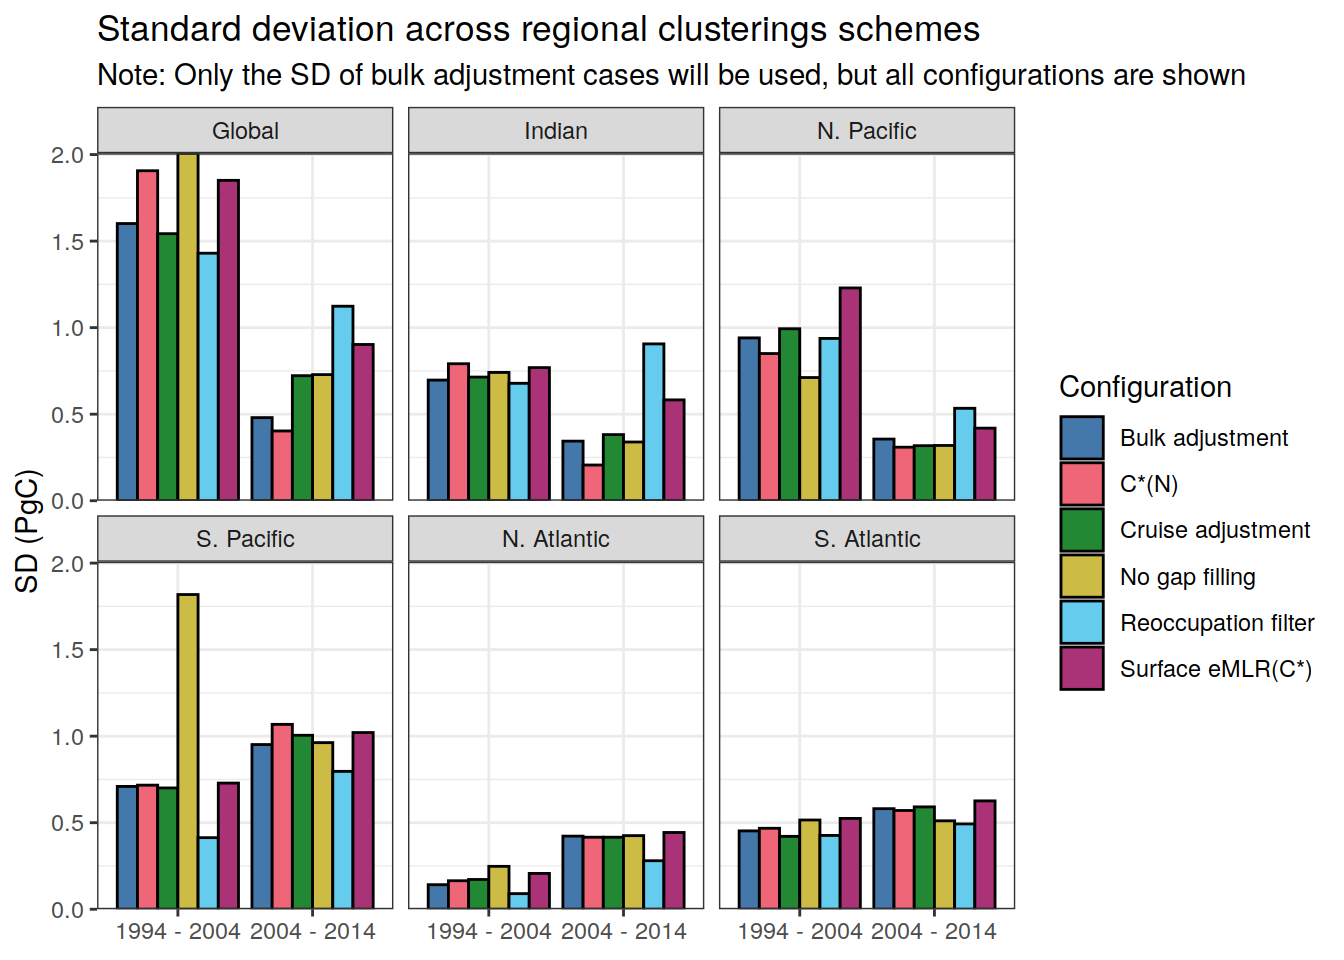 Standard deviation across regional clusterings schemes
Note: Only the SD of bulk adjustment cases will be used, but all configurations are shown
Global
Indian
N. Pacific
2.0
1.5
1.0
0.5
0.0
SD (PgC)
S. Pacific
N. Atlantic
S. Atlantic
2.0
1.5
1.0
0.5
0.0
1994 - 2004 2004 - 2014
1994 - 2004 2004 - 2014
1994 - 2004 2004 - 2014
Configuration
Bulk adjustment
C*(N)
Cruise adjustment
No gap filling
Reoccupation filter
Surface eMLR(C*)